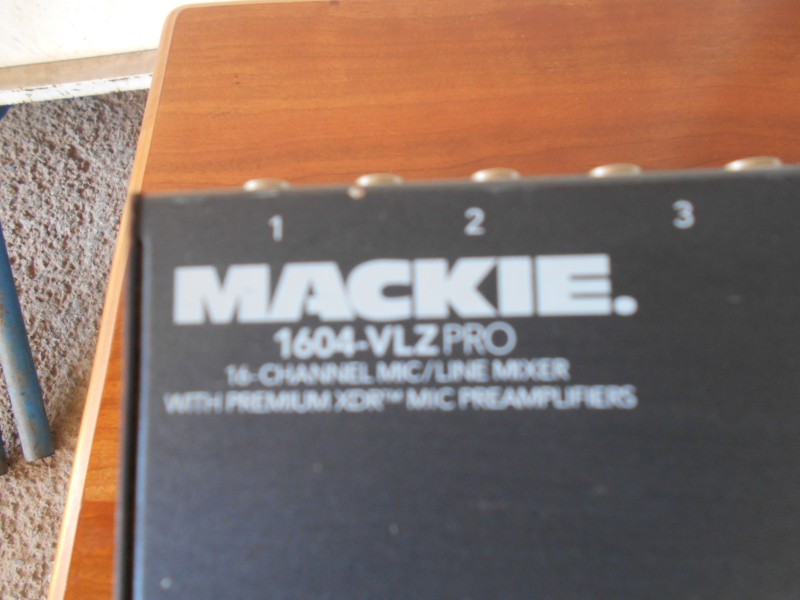 1 2 3
MACKIE.
1604-VLZ PRO
16-CHANNEL MIC/LINE MIXER
WITH PREMIUM XDR™ MIC PREAMPLIFIERS